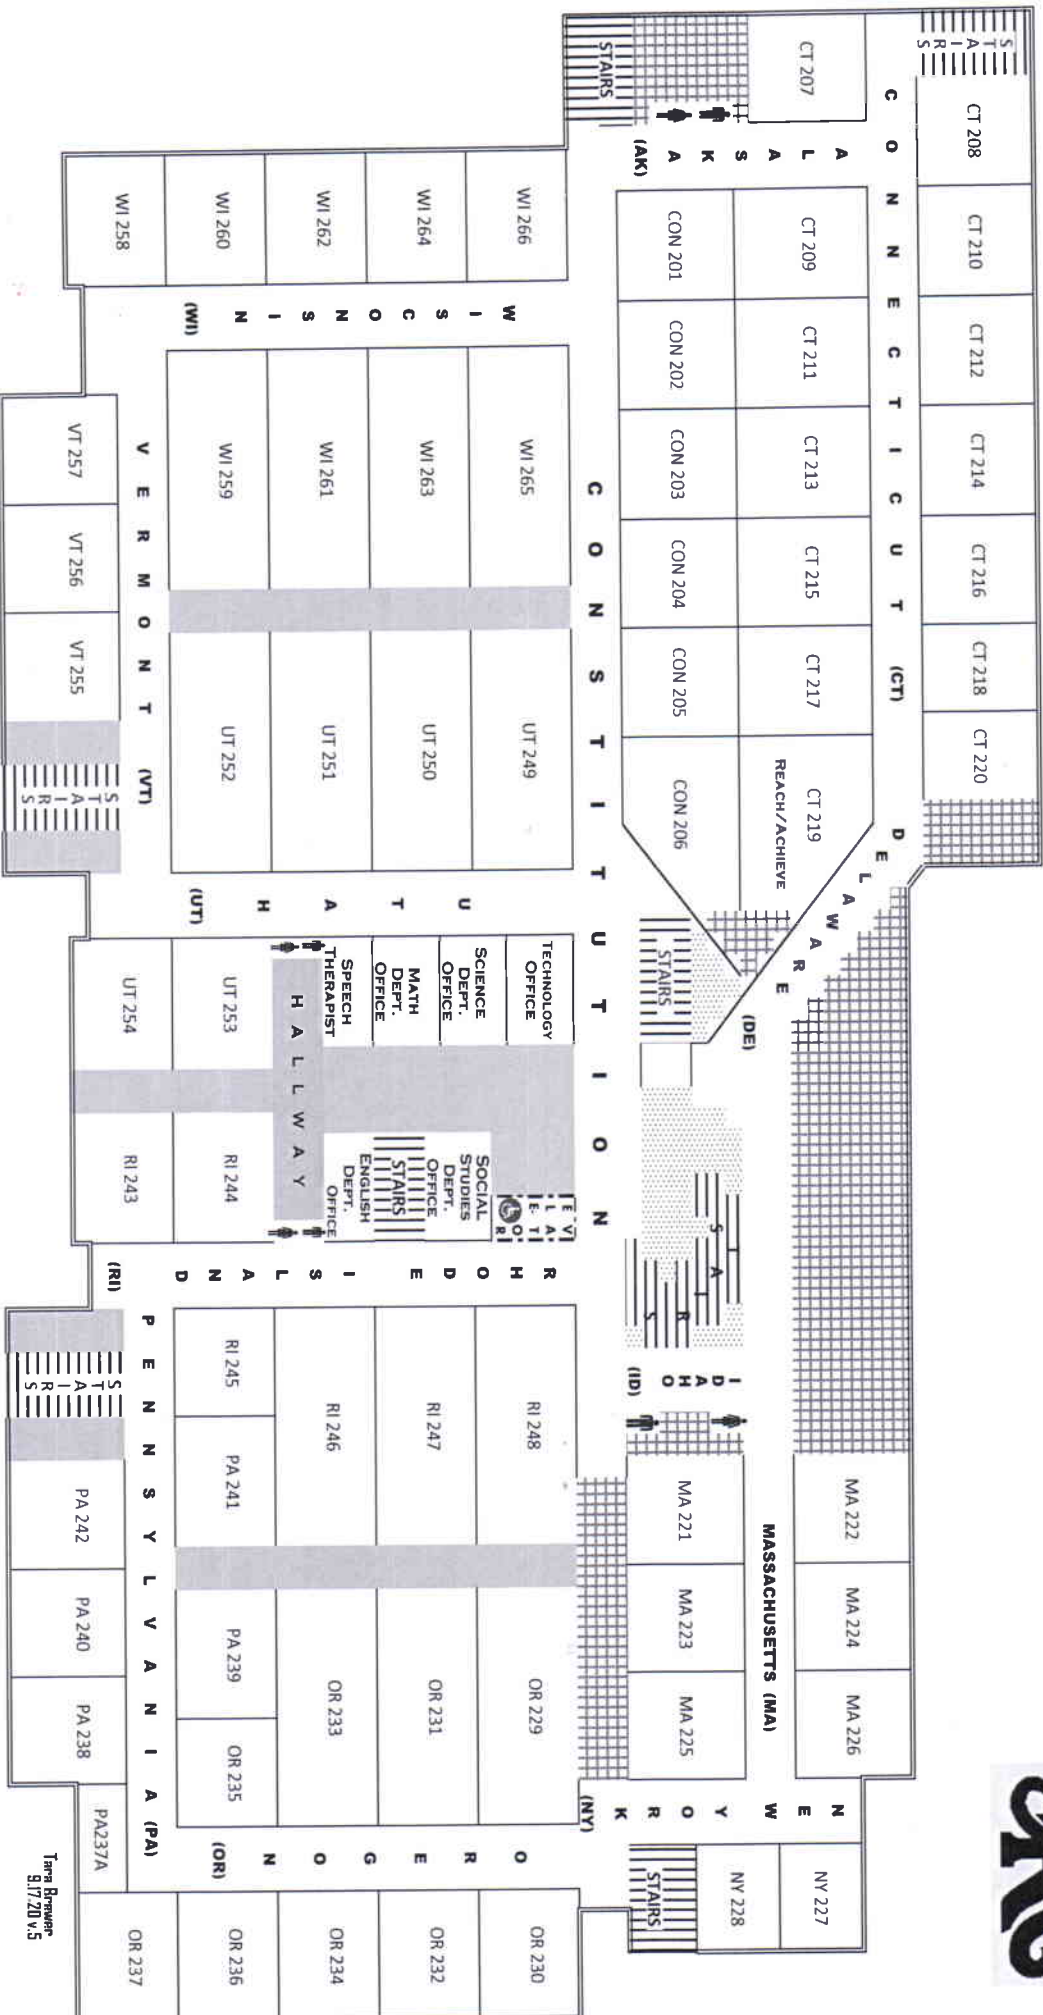 STAIRS
CT 208
CT 210
CT 212
CT 214
CT 216
CT 218
CT 220
CONNECTICUT (CT)
DELAWARE
(DE)
CT 207
CT 209
CT 211
CT 213
CT 215
CT 217
CT 219
REACH/ACHIEVE
STAIRS
ALASKA
(AK)
CON 201
CON 202
CON 203
CON 204
CON 205
CON 206
STAIRS
STAIRS
IDAHO
(ID)
MA 222
MA 224
MA 226
MASSACHUSETTS (MA)
MA 221
MA 223
MA 225
NEW YORK
(NY)
NY 227
NY 228
STAIRS
CONSTITUTION
WI 266
WI 264
WI 262
WI 260
WI 258
WISCONSIN
(WI)
WI 265
WI 263
WI 261
WI 259
UT 249
UT 250
UT 251
UT 252
UTAH
(UT)
TECHNOLOGY
OFFICE
SCIENCE
DEPT.
OFFICE
MATH
DEPT.
OFFICE
SPEECH
THERAPIST
HALLWAY
UT 253
UT 254
ELEVATOR
SOCIAL
STUDIES
DEPT.
OFFICE
STAIRS
ENGLISH
DEPT.
OFFICE
RI 244
RI 243
RHODE ISLAND
(RI)
RI 248
RI 247
RI 246
RI 245
PA 241
OR 229
OR 231
OR 233
PA 239
OR 235
OREGON
(OR)
OR 230
OR 232
OR 234
OR 236
OR 237
VERMONT (VT)
VT 257
VT 256
VT 255
STAIRS
PENNSYLVANIA (PA)
STAIRS
PA 242
PA 240
PA 238
PA237A
Tara Brewer
9.17.20 v.5